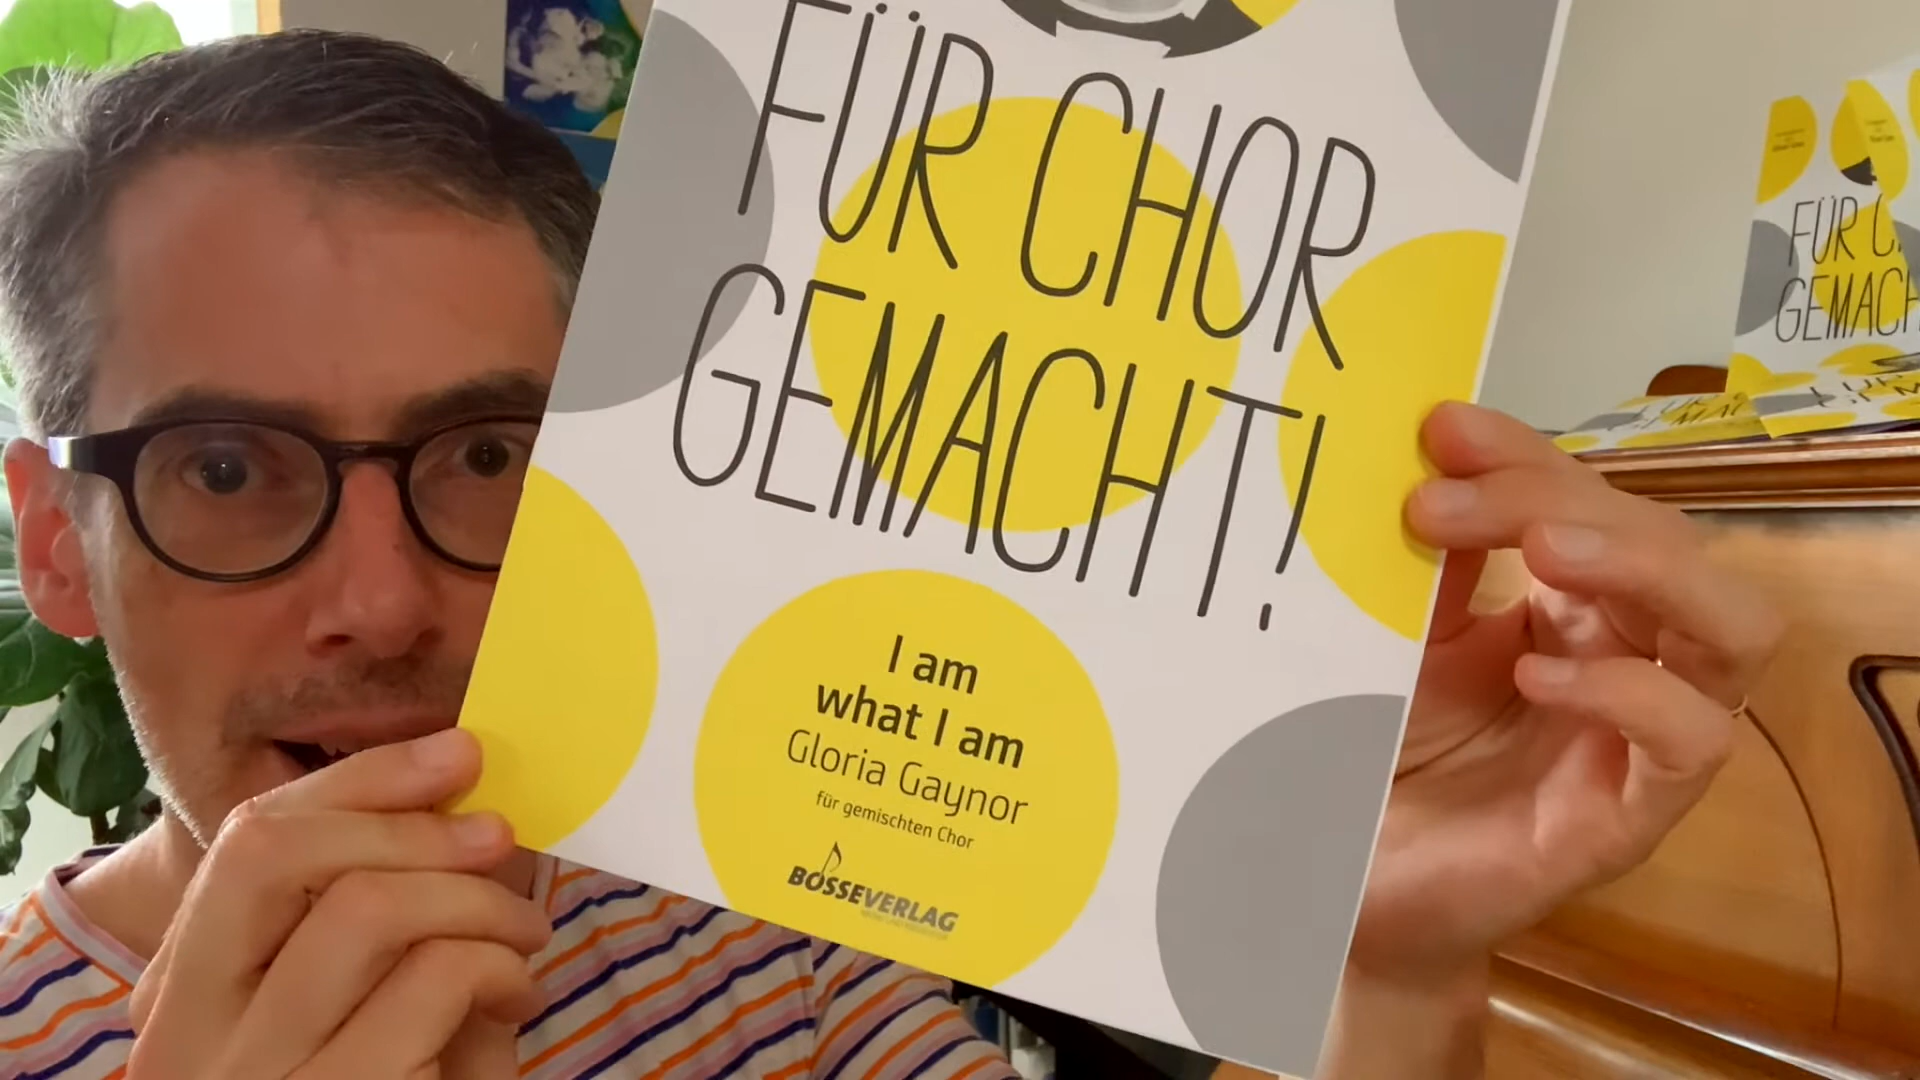 FÜR CHOR
GEMACHT!
I am
what I am
Gloria Gaynor
für gemischten Chor
BOSSEVERLAG
FÜR C
GEMACH